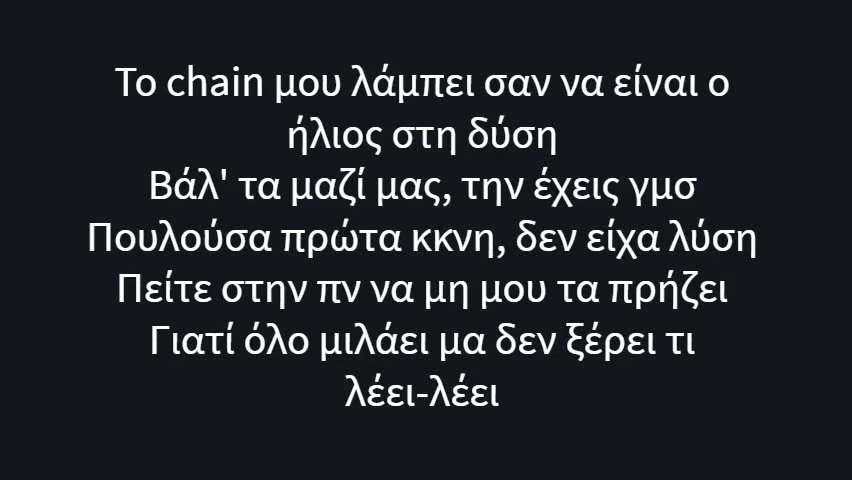 Το chain μου λάμπει σαν να είναι ο
ήλιος στη δύση
Βάλ' τα μαζί μας, την έχεις γμσ
Πουλούσα πρώτα κκνη, δεν είχα λύση
Πείτε στην πν να μη μου τα πρήζει
Γιατί όλο μιλάει μα δεν ξέρει τι
λέει-λέει